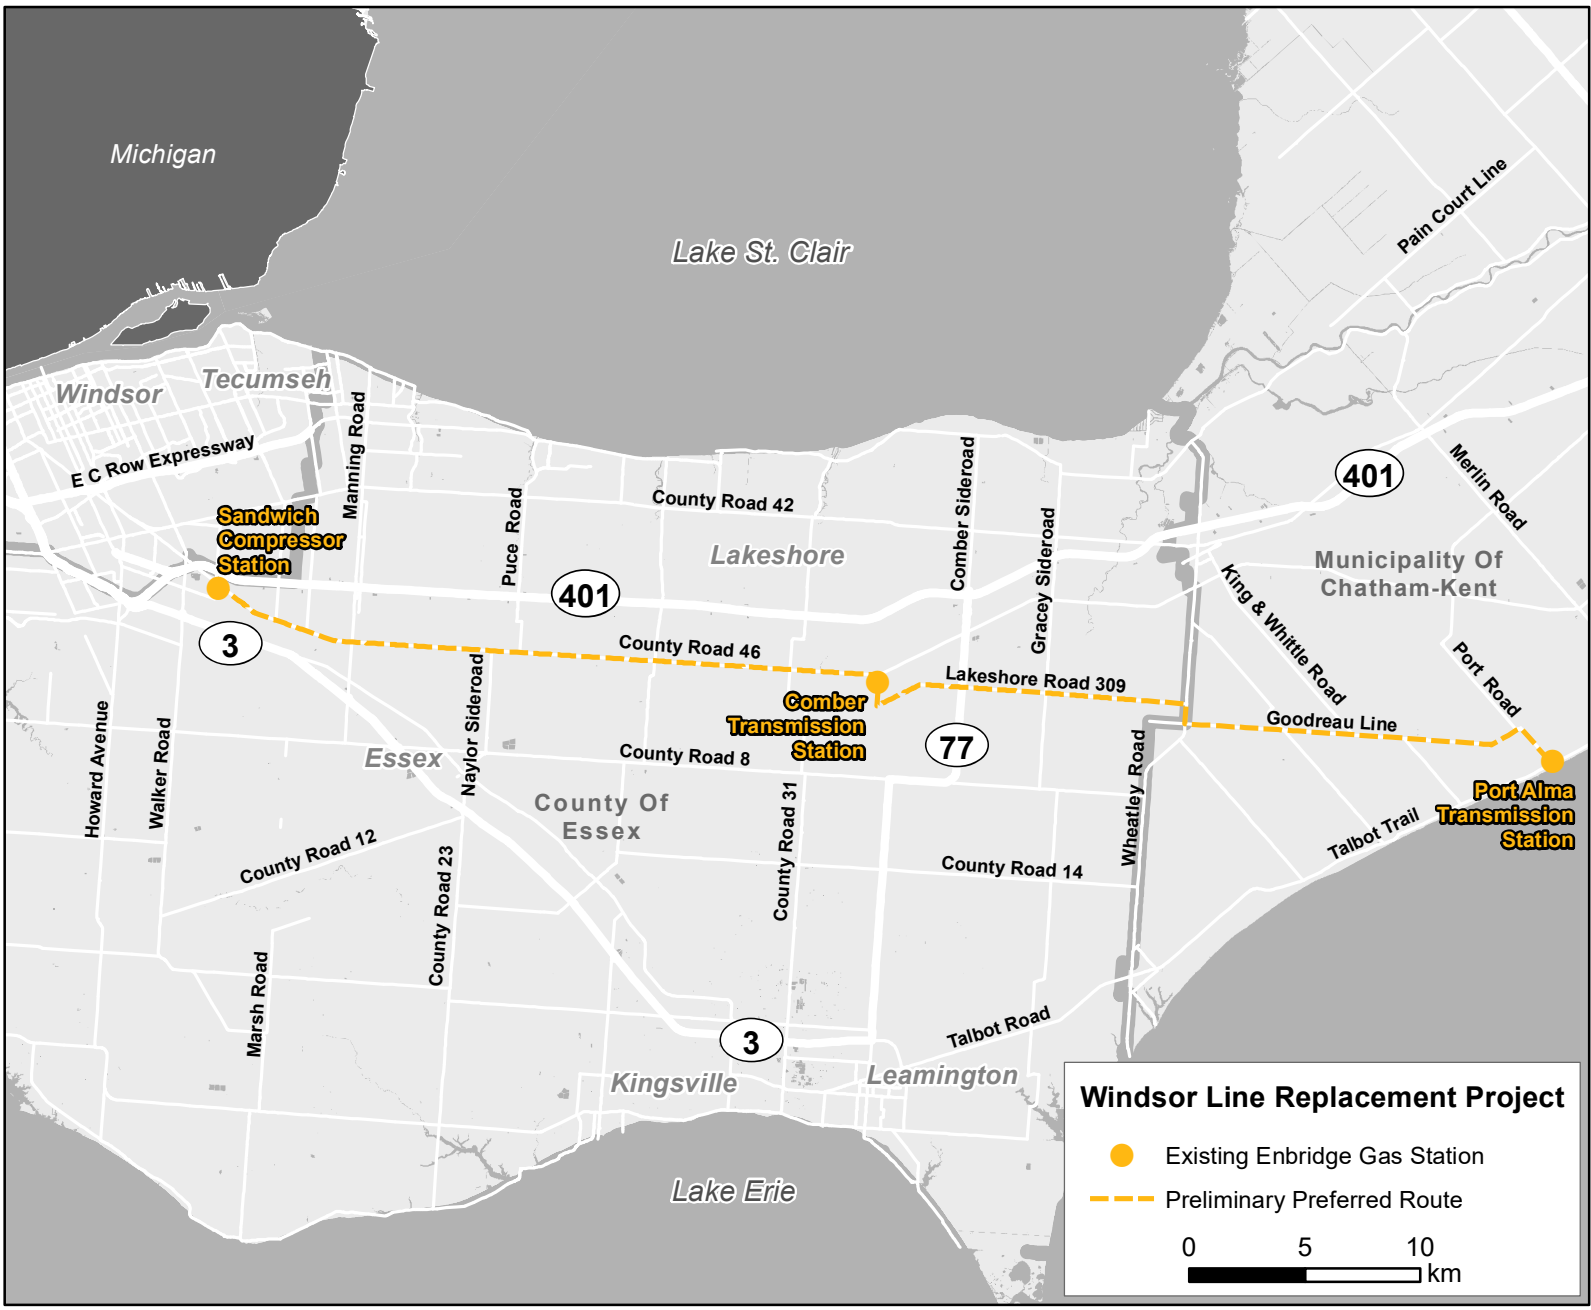 Michigan
Pain Court Line
Lake St. Clair
Windsor
Tecumseh
E C Row Expressway
Manning Road
Sandwich
Compressor
Station
Puce Road
County Road 42
Lakeshore
Comber Sideroad
Gracey Sideroad
401
Merlin Road
Municipality Of
Chatham-Kent
King & Whittle Road
401
3
County Road 46
Lakeshore Road 309
Port Road
Comber
Transmission
Station
Goodreau Line
Howard Avenue
Walker Road
Naylor Sideroad
Essex
County Road 8
77
Wheatley Road
Port Alma
Transmission
Station
County Of
Essex
County Road 31
Talbot Trail
County Road 12
County Road 23
County Road 14
Marsh Road
3
Talbot Road
Kingsville
Leamington
Lake Erie
Windsor Line Replacement Project
Existing Enbridge Gas Station
Preliminary Preferred Route
0 5 10
km